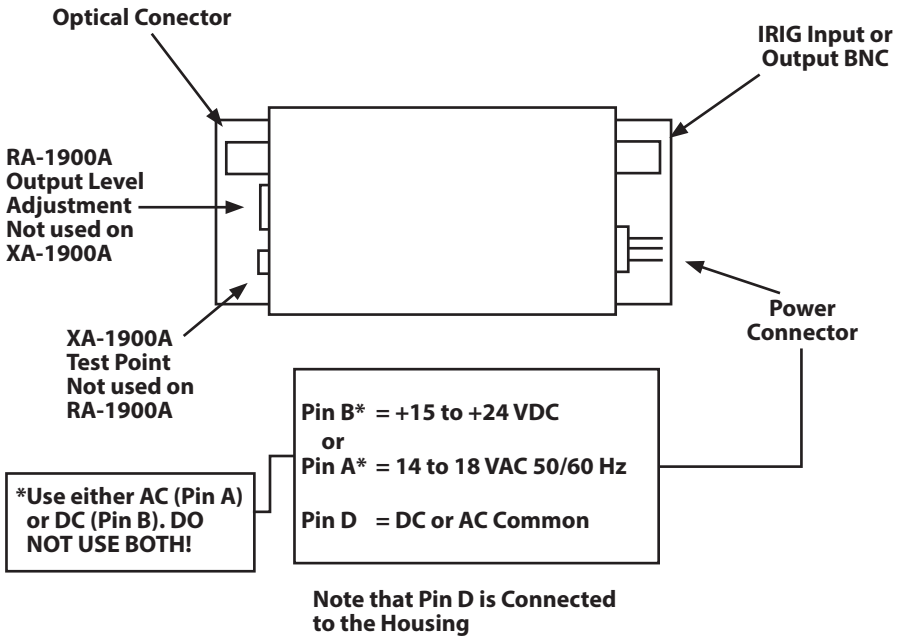 Optical Conector
IRIG Input or
Output BNC
RA-1900A
Output Level
Adjustment
Not used on
XA-1900A
XA-1900A
Test Point
Not used on
RA-1900A
Power
Connector
Pin B* = +15 to +24 VDC
or
Pin A* = 14 to 18 VAC 50/60 Hz
Pin D = DC or AC Common
*Use either AC (Pin A)
or DC (Pin B). DO
NOT USE BOTH!
Note that Pin D is Connected
to the Housing